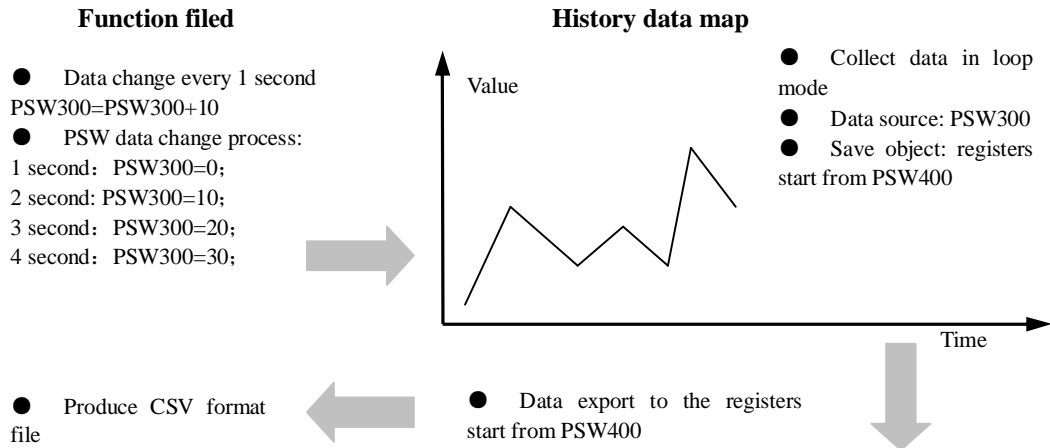 Function filed
● Data change every 1 second
PSW300=PSW300+10
● PSW data change process:
1 second：PSW300=0；
2 second: PSW300=10；
3 second：PSW300=20；
4 second：PSW300=30；
History data map
Value
Time
● Collect data in loop
mode
● Data source: PSW300
● Save object: registers
start from PSW400
● Data export to the registers
start from PSW400
● Produce CSV format
file